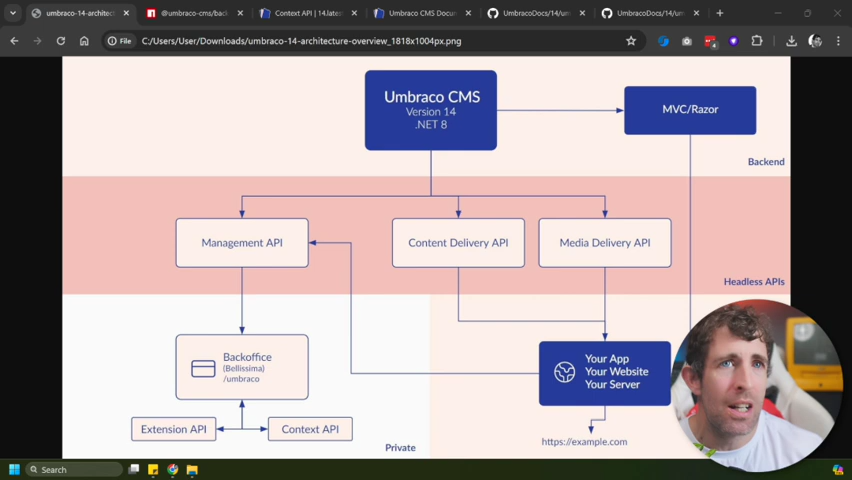 umbraco-14-architec
@umbraco-cms/back
Context API | 14.latest
Umbraco CMS Docum
UmbracoDocs/14/um
UmbracoDocs/14/um
File
C:/Users/User/Downloads/umbraco-14-architecture-overview_1818x1004px.png
Umbraco CMS
Version 14
.NET 8
MVC/Razor
Backend
Management API
Content Delivery API
Media Delivery API
Headless APIs
Backoffice
(Bellissima)
/umbraco
Your App
Your Website
Your Server
Extension API
Context API
Private
https://example.com
Search